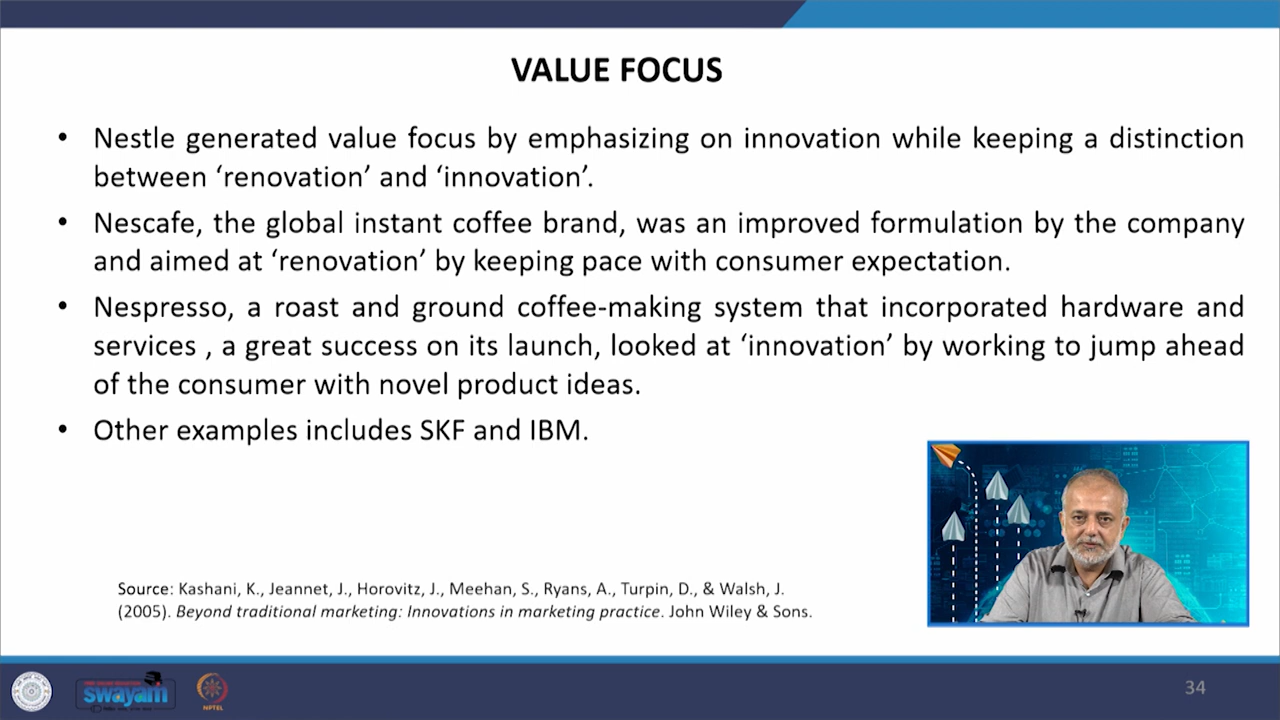 VALUE FOCUS
• Nestle generated value focus by emphasizing on innovation while keeping a distinction
between ‘renovation’ and ‘innovation’.
• Nescafe, the global instant coffee brand, was an improved formulation by the company
and aimed at ‘renovation’ by keeping pace with consumer expectation.
• Nespresso, a roast and ground coffee-making system that incorporated hardware and
services , a great success on its launch, looked at ‘innovation’ by working to jump ahead
of the consumer with novel product ideas.
• Other examples includes SKF and IBM.
Source: Kashani, K., Jeannet, J., Horovitz, J., Meehan, S., Ryans, A., Turpin, D., & Walsh, J.
(2005). Beyond traditional marketing: Innovations in marketing practice. John Wiley & Sons.
swayam
NPTEL
34